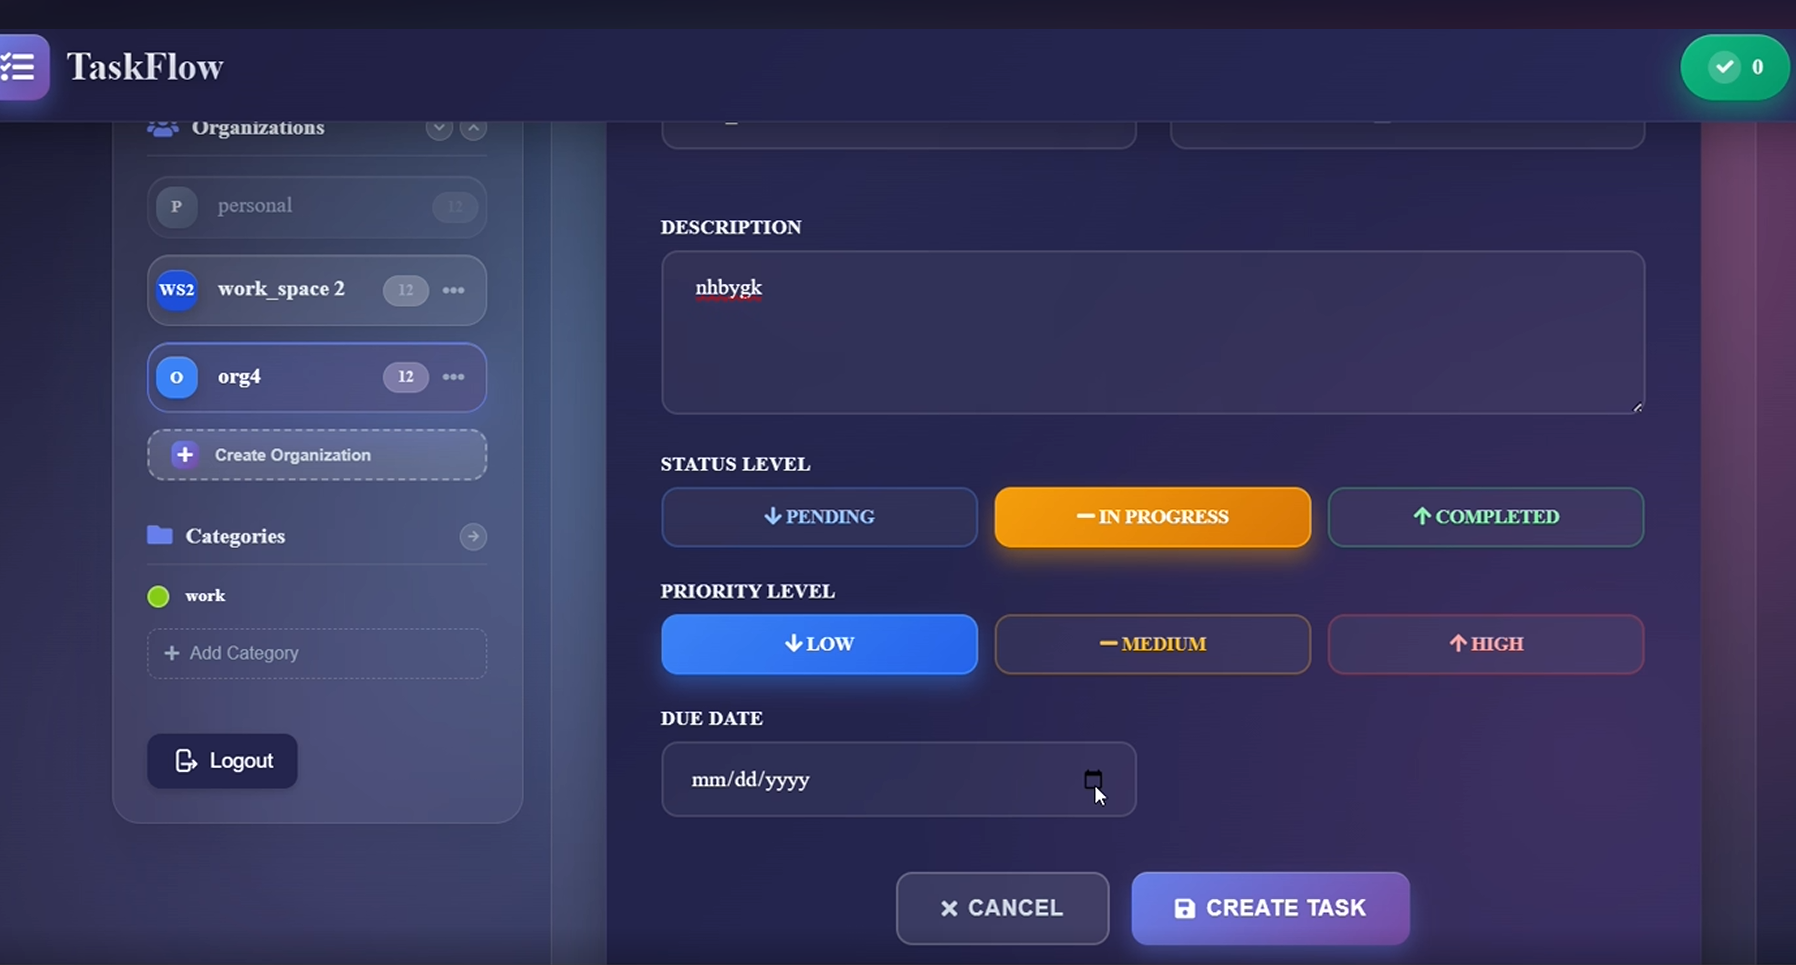 TaskFlow
0
Organizations
P personal 12
WS2 work_space 2 12
O org4 12
Create Organization
Categories
work
Add Category
Logout
DESCRIPTION
nhbygk
STATUS LEVEL
PENDING
IN PROGRESS
COMPLETED
PRIORITY LEVEL
LOW
MEDIUM
HIGH
DUE DATE
mm/dd/yyyy
CANCEL
CREATE TASK